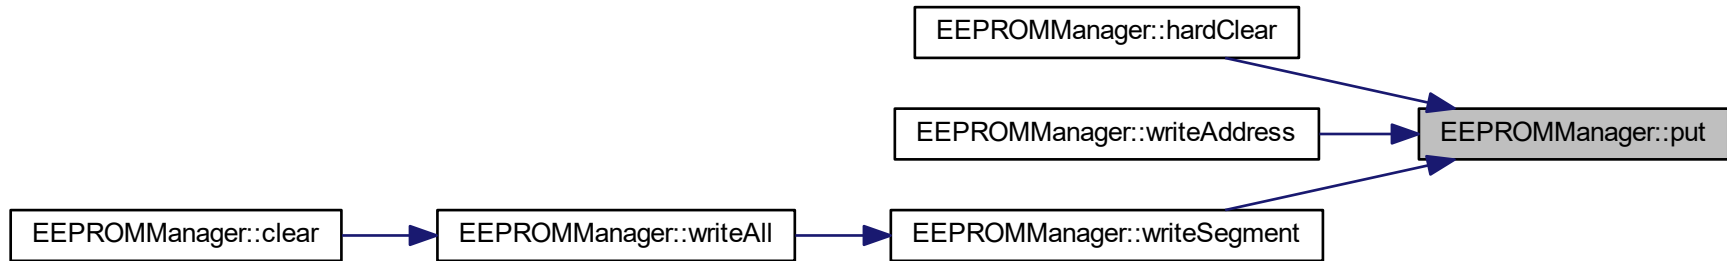 EEPROMManager::hardClear
EEPROMManager::writeAddress
EEPROMManager::put
EEPROMManager::clear
EEPROMManager::writeAll
EEPROMManager::writeSegment